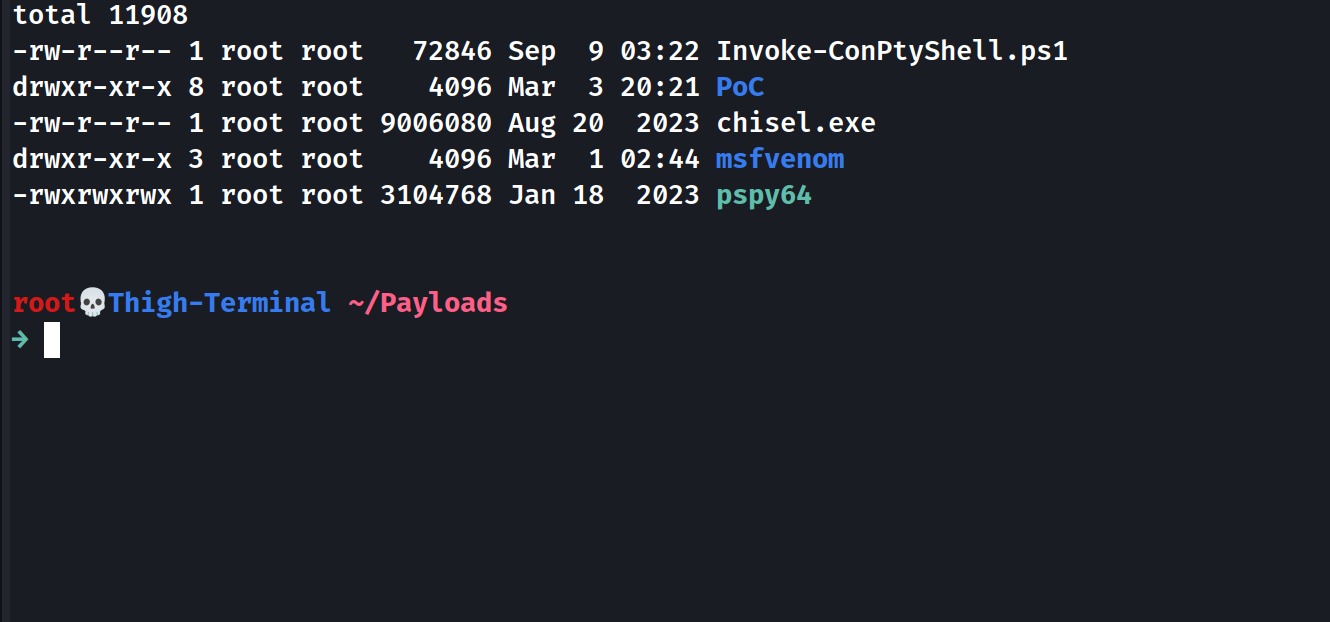 total 11908
-rw-r--r-- 1 root root   72846 Sep  9 03:22 Invoke-ConPtyShell.ps1
drwxr-xr-x 8 root root    4096 Mar  3 20:21 PoC
-rw-r--r-- 1 root root 9006080 Aug 20  2023 chisel.exe
drwxr-xr-x 3 root root    4096 Mar  1 02:44 msfvenom
-rwxrwxrwx 1 root root 3104768 Jan 18  2023 pspy64
root💀Thigh-Terminal ~/Payloads
→